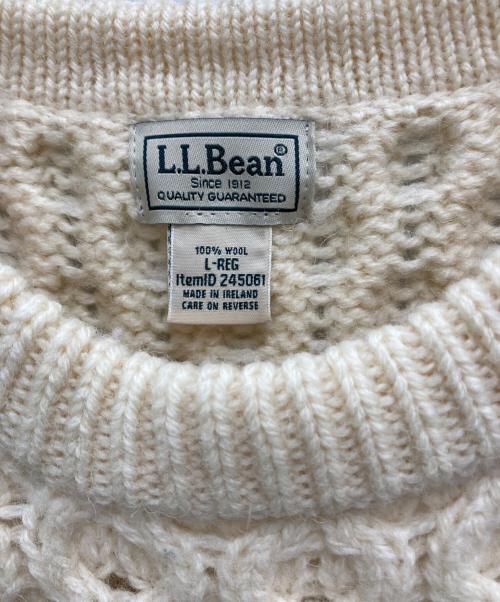 L.L.Bean®
Since 1912
QUALITY GUARANTEED
100% WOOL
L-REG
ItemID 245061
MADE IN IRELAND
CARE ON REVERSE